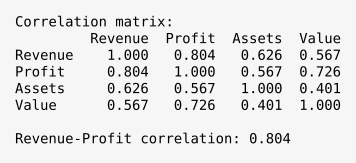 Correlation matrix:
         Revenue  Profit  Assets  Value
Revenue    1.000   0.804   0.626  0.567
Profit     0.804   1.000   0.567  0.726
Assets     0.626   0.567   1.000  0.401
Value      0.567   0.726   0.401  1.000

Revenue-Profit correlation: 0.804